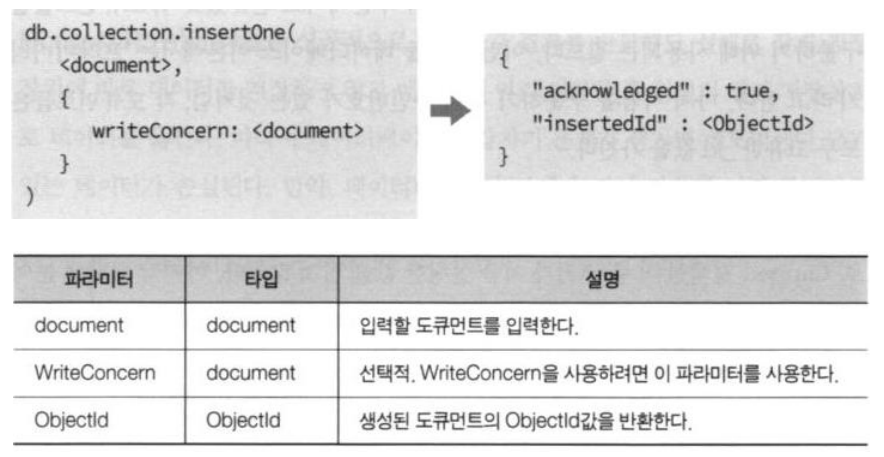 db.collection.insertOne(
<document>,
{
writeConcern: <document>
}
)
{
"acknowledged" : true,
"insertedId" : <ObjectId>
}
파라미터 타입 설명
document document 입력할 도큐먼트를 입력한다.
WriteConcern document 선택적. WriteConcern을 사용하려면 이 파라미터를 사용한다.
ObjectId ObjectId 생성된 도큐먼트의 ObjectId값을 반환한다.